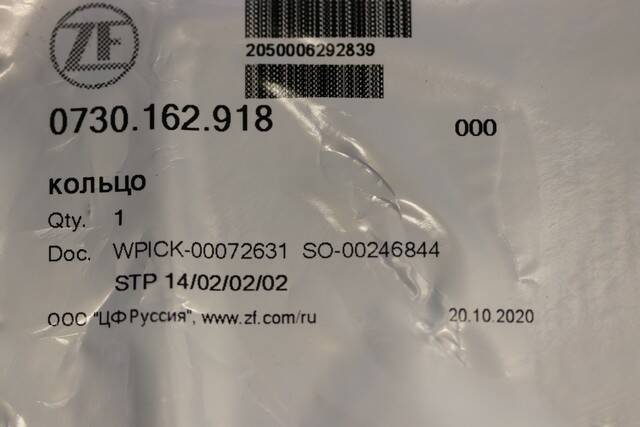 ZF
2050006292839
0730.162.918 000
кольцо
Qty. 1
Doc. WPICK-00072631 SO-00246844
STP 14/02/02/02
ООО "ЦФ Руссия", www.zf.com/ru 20.10.2020